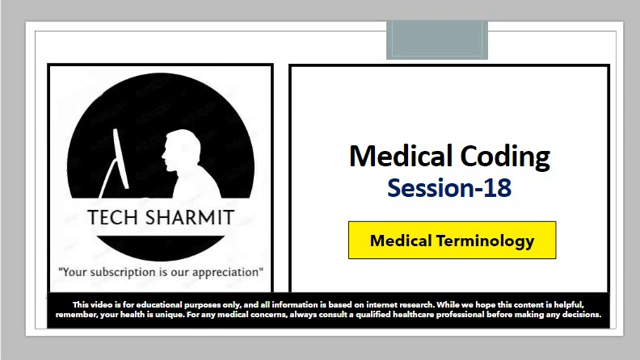 TECH SHARMIT
"Your subscription is our appreciation"
Medical Coding
Session-18
Medical Terminology
This video is for educational purposes only, and all information is based on internet research. While we hope this content is helpful,
remember, your health is unique. For any medical concerns, always consult a qualified healthcare professional before making any decisions.